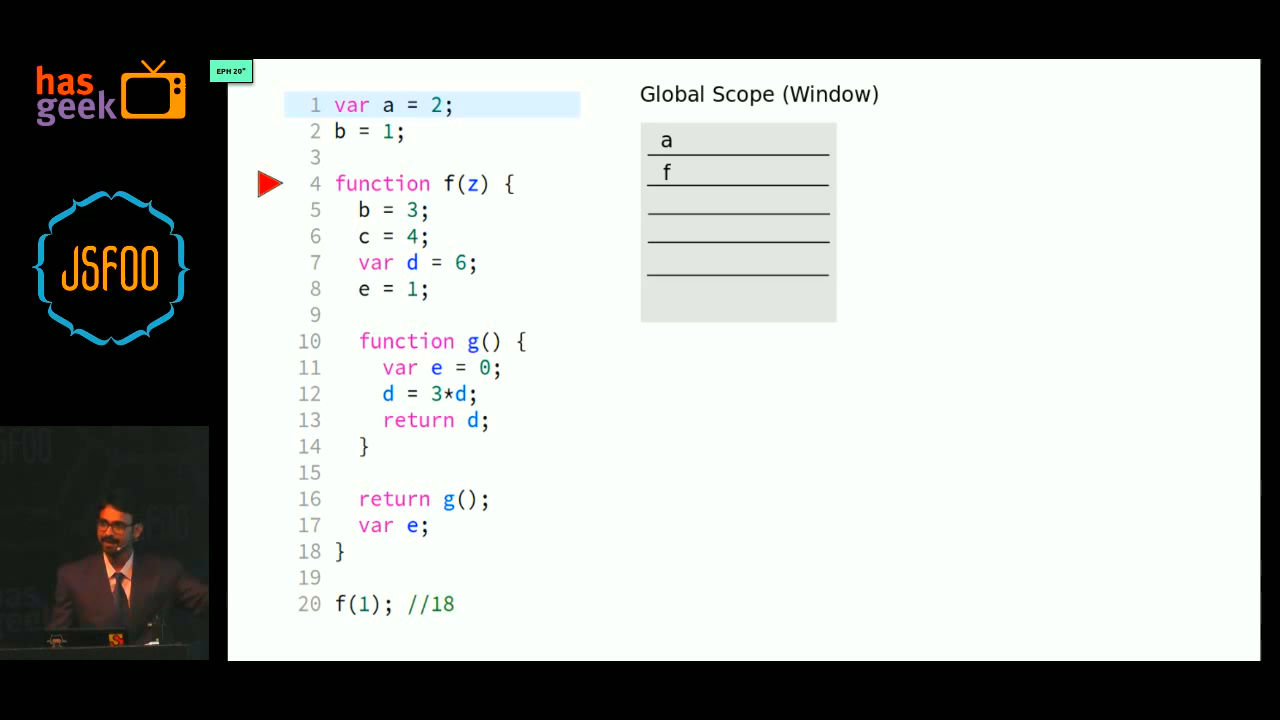 has
geek
JSFOO
EPH 20"
1 var a = 2;
2 b = 1;
3
4 function f(z) {
5   b = 3;
6   c = 4;
7   var d = 6;
8   e = 1;
9
10   function g() {
11     var e = 0;
12     d = 3*d;
13     return d;
14   }
15
16   return g();
17   var e;
18 }
19
20 f(1); //18
Global Scope (Window)
a
f